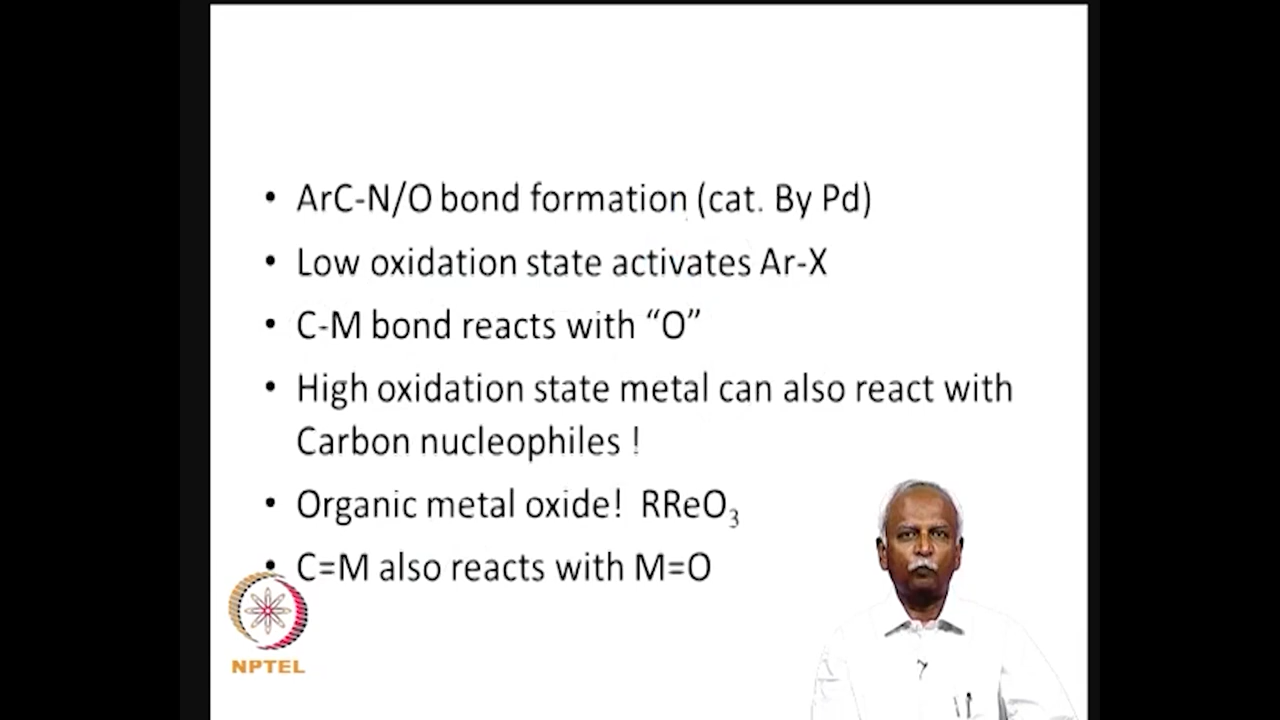 • ArC-N/O bond formation (cat. By Pd)
• Low oxidation state activates Ar-X
• C-M bond reacts with “O”
• High oxidation state metal can also react with
Carbon nucleophiles !
• Organic metal oxide! RReO₃
• C=M also reacts with M=O
NPTEL